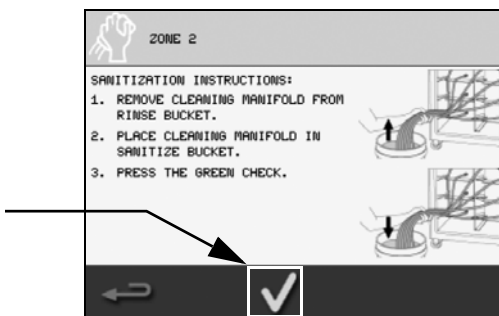 ZONE 2
SANITIZATION INSTRUCTIONS:
1. REMOVE CLEANING MANIFOLD FROM
RINSE BUCKET.
2. PLACE CLEANING MANIFOLD IN
SANITIZE BUCKET.
3. PRESS THE GREEN CHECK.